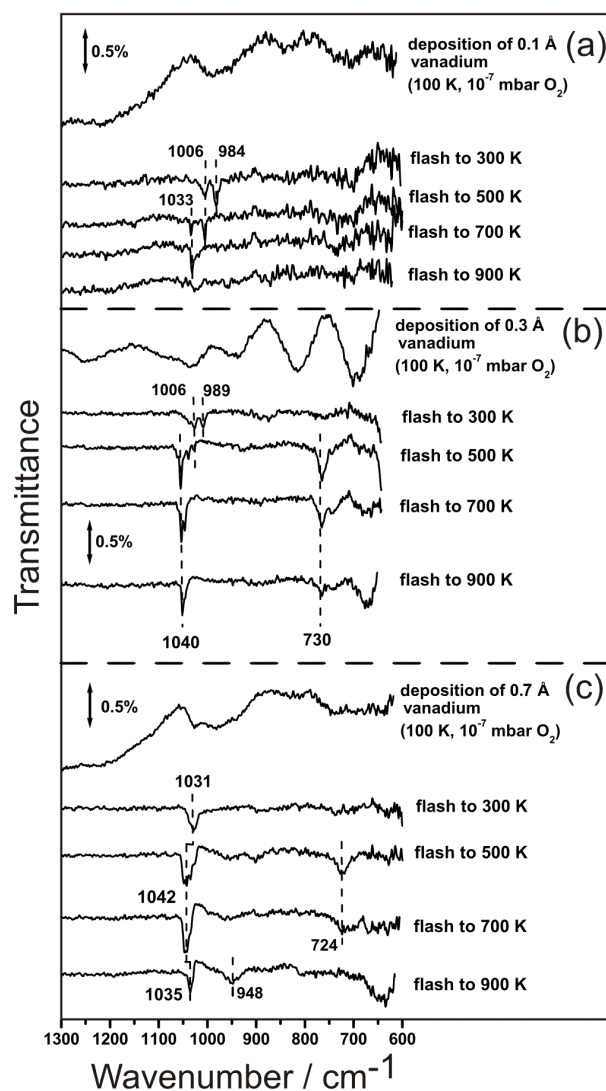 0.5%
deposition of 0.1 Å
vanadium
(100 K, 10⁻⁷ mbar O₂)
(a)
1006 984
flash to 300 K
1033
flash to 500 K
flash to 700 K
flash to 900 K
deposition of 0.3 Å
vanadium
(100 K, 10⁻⁷ mbar O₂)
(b)
1006 989
flash to 300 K
flash to 500 K
flash to 700 K
0.5%
flash to 900 K
1040 730
Transmittance
deposition of 0.7 Å
vanadium
(100 K, 10⁻⁷ mbar O₂)
(c)
0.5%
1031
flash to 300 K
flash to 500 K
1042
flash to 700 K
724
1035 948
flash to 900 K
1300 1200 1100 1000 900 800 700 600
Wavenumber / cm⁻¹